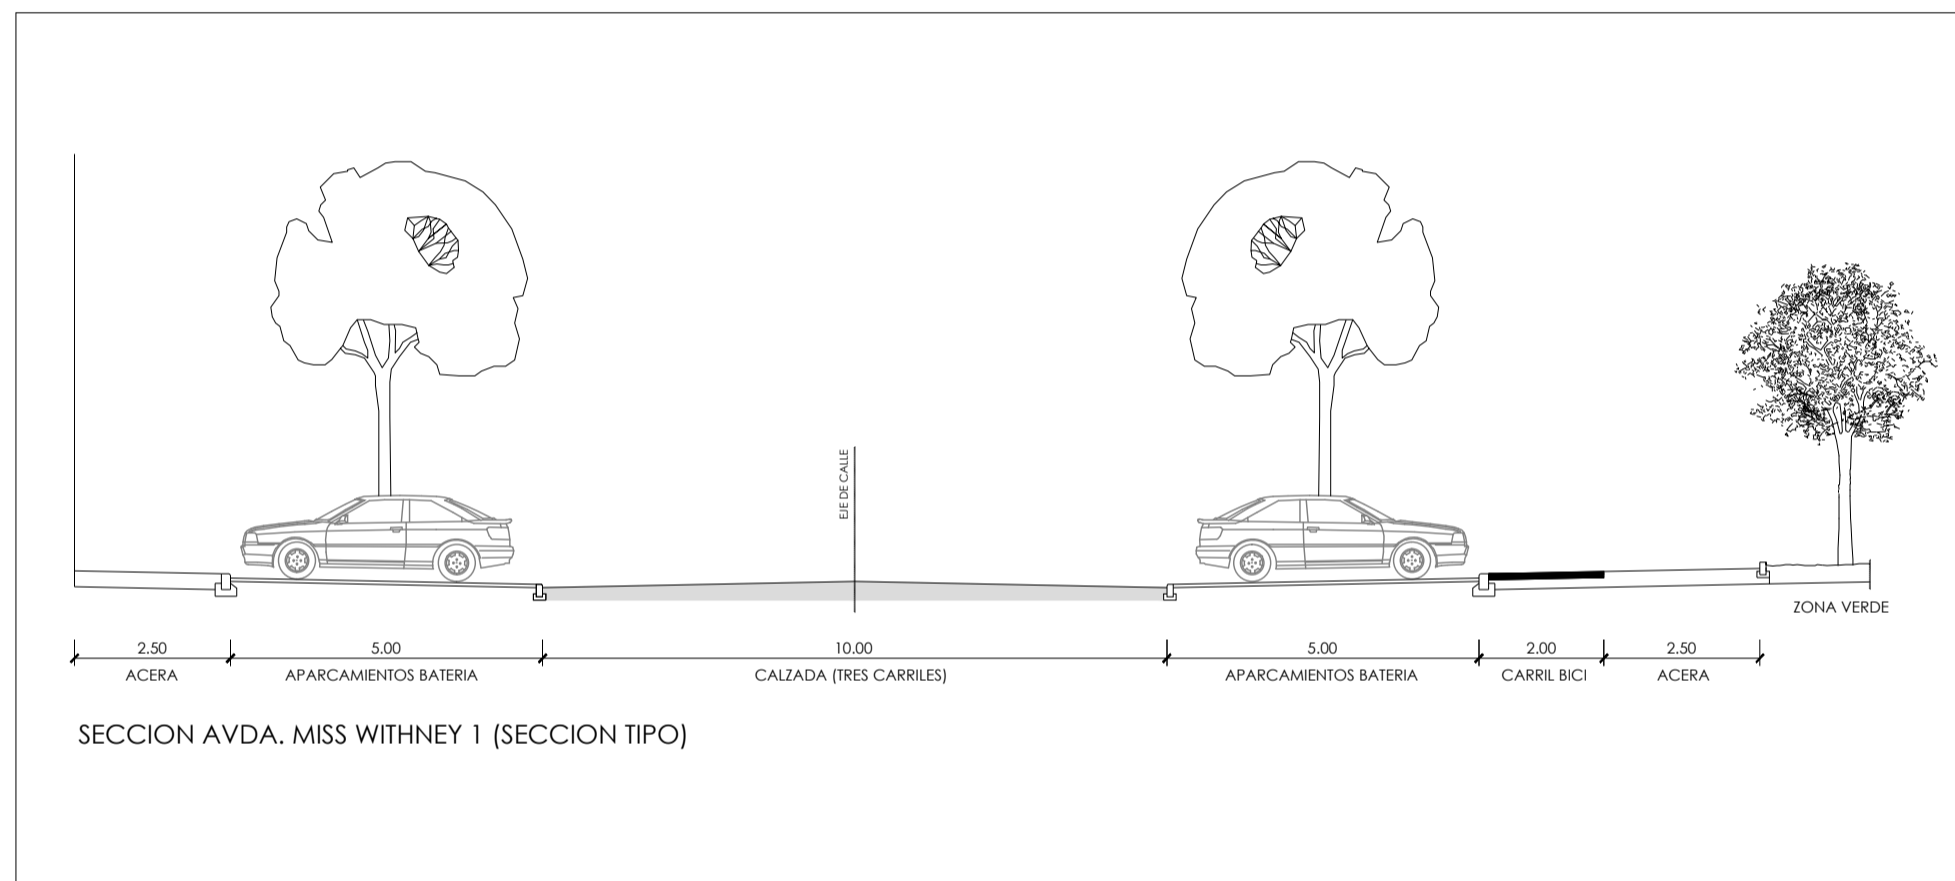 EJE DE CALLE
ZONA VERDE
2.50 5.00 10.00 5.00 2.00 2.50
ACERA APARCAMIENTOS BATERIA CALZADA (TRES CARRILES) APARCAMIENTOS BATERIA CARRIL BICI ACERA
SECCION AVDA. MISS WITHNEY 1 (SECCION TIPO)